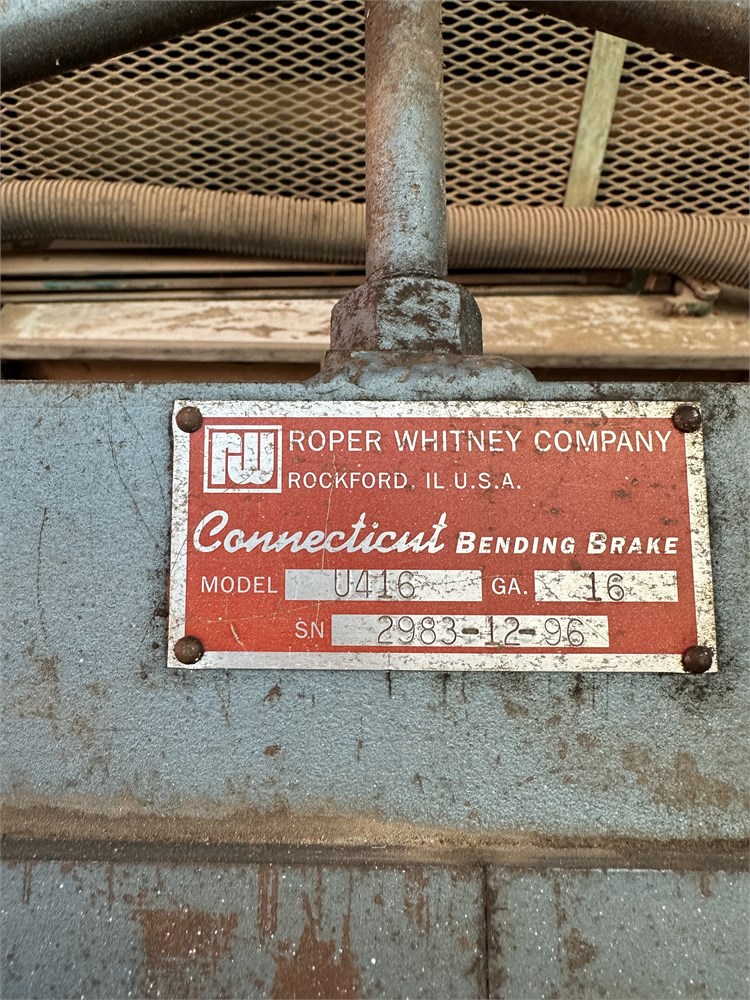 rw ROPER WHITNEY COMPANY
ROCKFORD, IL U.S.A.
Connecticut BENDING BRAKE
MODEL U416 GA. 16
SN 2983-12-96